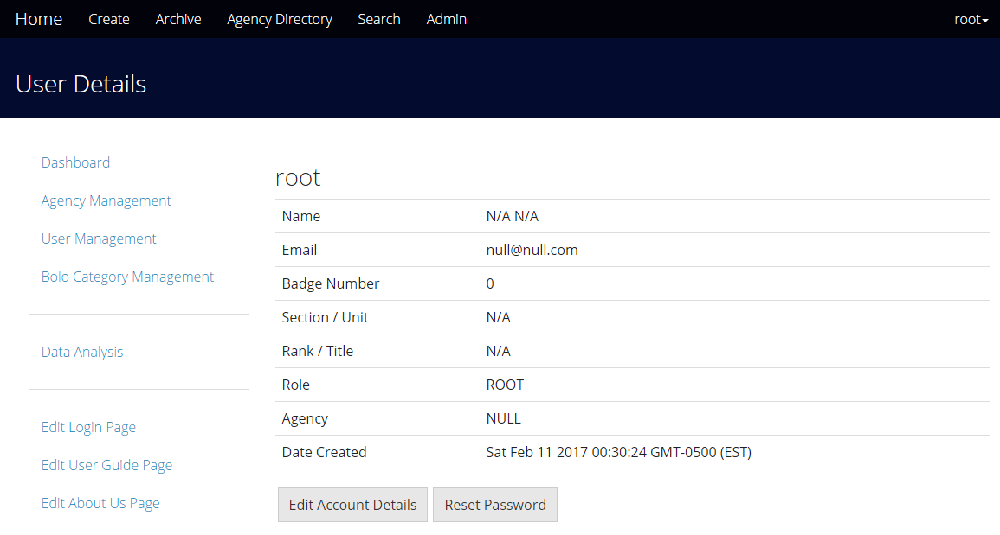 Home Create Archive Agency Directory Search Admin root
User Details
Dashboard
Agency Management
User Management
Bolo Category Management
Data Analysis
Edit Login Page
Edit User Guide Page
Edit About Us Page
root
Name N/A N/A
Email null@null.com
Badge Number 0
Section / Unit N/A
Rank / Title N/A
Role ROOT
Agency NULL
Date Created Sat Feb 11 2017 00:30:24 GMT-0500 (EST)
Edit Account Details Reset Password